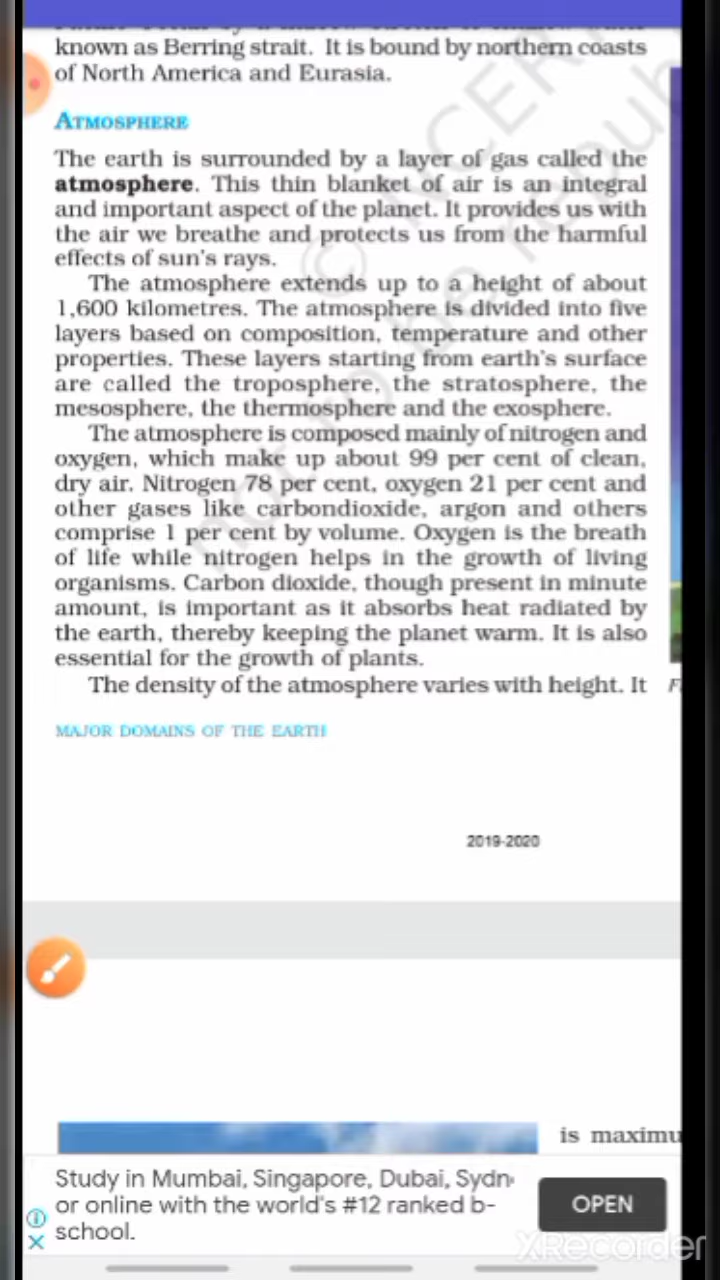 known as Berring strait. It is bound by northern coasts
of North America and Eurasia.
ATMOSPHERE
The earth is surrounded by a layer of gas called the
atmosphere. This thin blanket of air is an integral
and important aspect of the planet. It provides us with
the air we breathe and protects us from the harmful
effects of sun's rays.
The atmosphere extends up to a height of about
1,600 kilometres. The atmosphere is divided into five
layers based on composition, temperature and other
properties. These layers starting from earth's surface
are called the troposphere, the stratosphere, the
mesosphere, the thermosphere and the exosphere.
The atmosphere is composed mainly of nitrogen and
oxygen, which make up about 99 per cent of clean,
dry air. Nitrogen 78 per cent, oxygen 21 per cent and
other gases like carbondioxide, argon and others
comprise 1 per cent by volume. Oxygen is the breath
of life while nitrogen helps in the growth of living
organisms. Carbon dioxide, though present in minute
amount, is important as it absorbs heat radiated by
the earth, thereby keeping the planet warm. It is also
essential for the growth of plants.
The density of the atmosphere varies with height. It
MAJOR DOMAINS OF THE EARTH
2019-2020
© NCERT
not to be repub
is maximu
Study in Mumbai, Singapore, Dubai, Sydn
or online with the world's #12 ranked b-
school.
OPEN
XRecorder